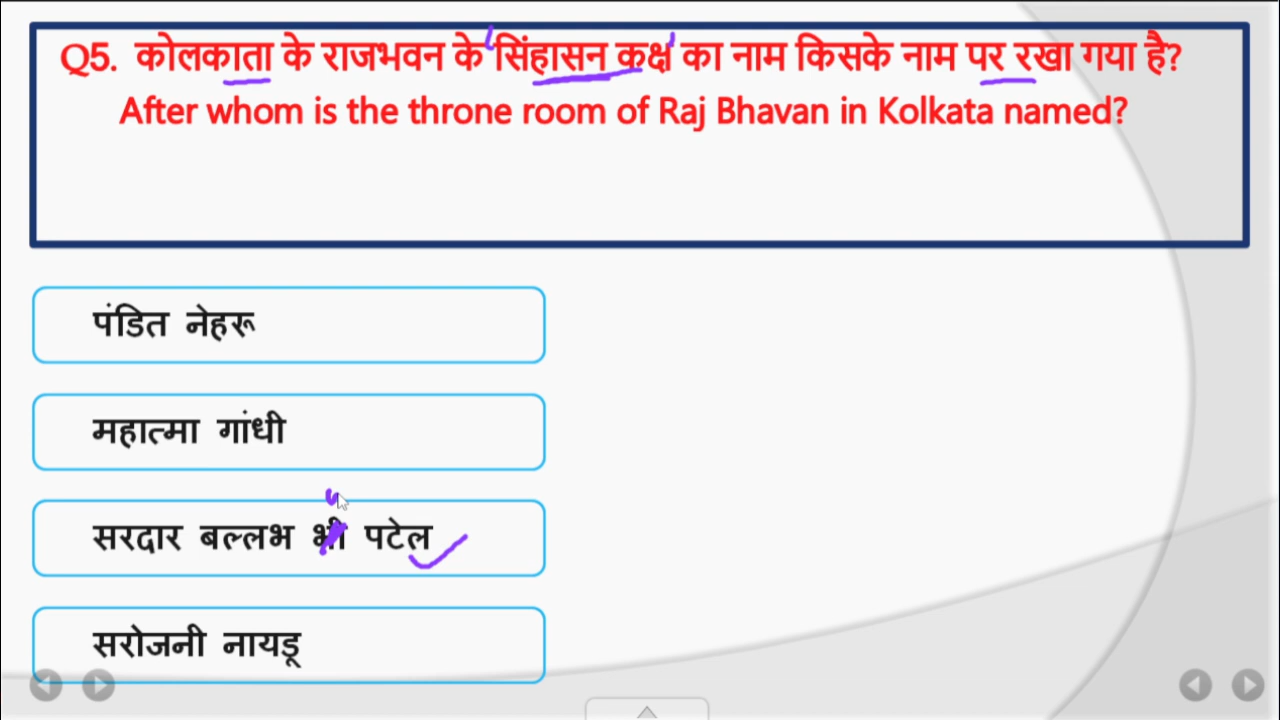 Q5. कोलकाता के राजभवन के 'सिंहासन कक्ष' का नाम किसके नाम पर रखा गया है?
After whom is the throne room of Raj Bhavan in Kolkata named?
पंडित नेहरू
महात्मा गांधी
सरदार बल्लभ पटेल
सरोजनी नायडू